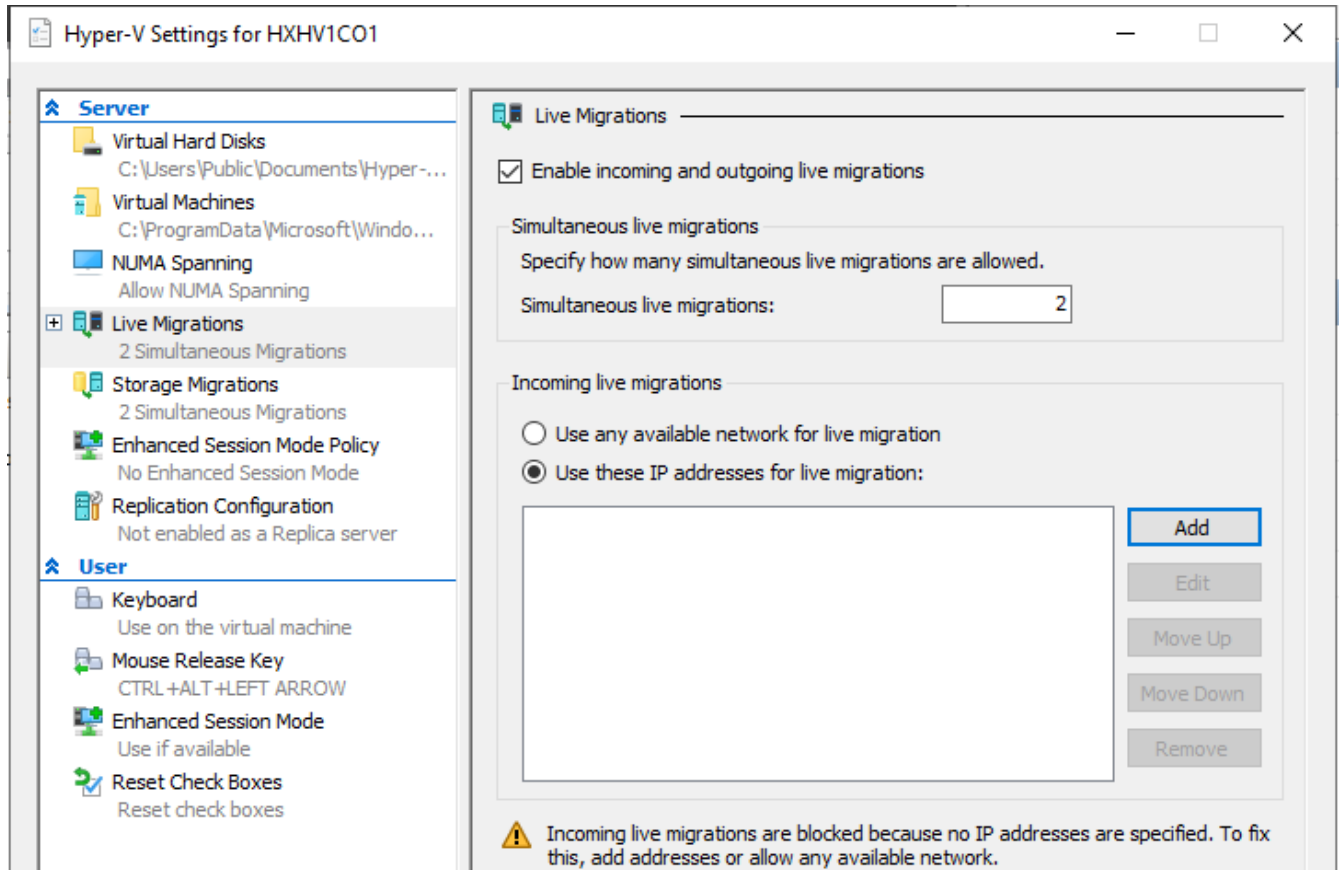 Hyper-V Settings for HXHV1CO1
Server
Virtual Hard Disks
C:\Users\Public\Documents\Hyper-...
Virtual Machines
C:\ProgramData\Microsoft\Windo...
NUMA Spanning
Allow NUMA Spanning
Live Migrations
2 Simultaneous Migrations
Storage Migrations
2 Simultaneous Migrations
Enhanced Session Mode Policy
No Enhanced Session Mode
Replication Configuration
Not enabled as a Replica server
User
Keyboard
Use on the virtual machine
Mouse Release Key
CTRL+ALT+LEFT ARROW
Enhanced Session Mode
Use if available
Reset Check Boxes
Reset check boxes
Live Migrations
Enable incoming and outgoing live migrations
Simultaneous live migrations
Specify how many simultaneous live migrations are allowed.
Simultaneous live migrations: 2
Incoming live migrations
Use any available network for live migration
Use these IP addresses for live migration:
Add
Edit
Move Up
Move Down
Remove
Incoming live migrations are blocked because no IP addresses are specified. To fix
this, add addresses or allow any available network.